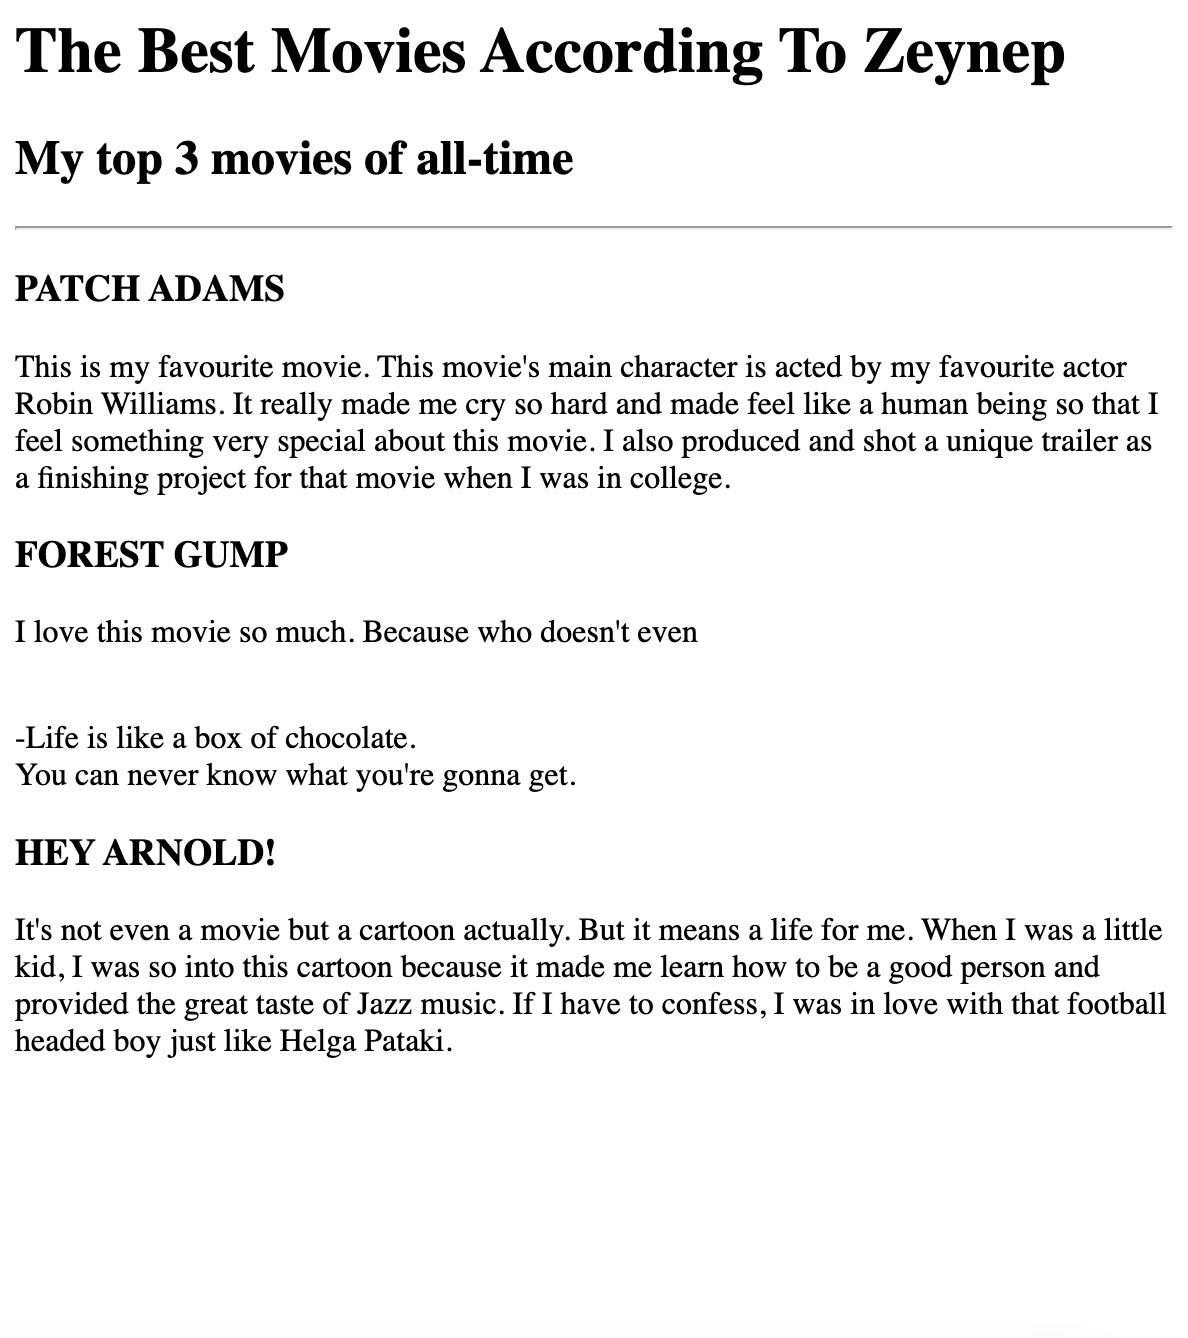 The Best Movies According To Zeynep
My top 3 movies of all-time
PATCH ADAMS
This is my favourite movie. This movie's main character is acted by my favourite actor
Robin Williams. It really made me cry so hard and made feel like a human being so that I
feel something very special about this movie. I also produced and shot a unique trailer as
a finishing project for that movie when I was in college.
FOREST GUMP
I love this movie so much. Because who doesn't even
-Life is like a box of chocolate.
You can never know what you're gonna get.
HEY ARNOLD!
It's not even a movie but a cartoon actually. But it means a life for me. When I was a little
kid, I was so into this cartoon because it made me learn how to be a good person and
provided the great taste of Jazz music. If I have to confess, I was in love with that football
headed boy just like Helga Pataki.